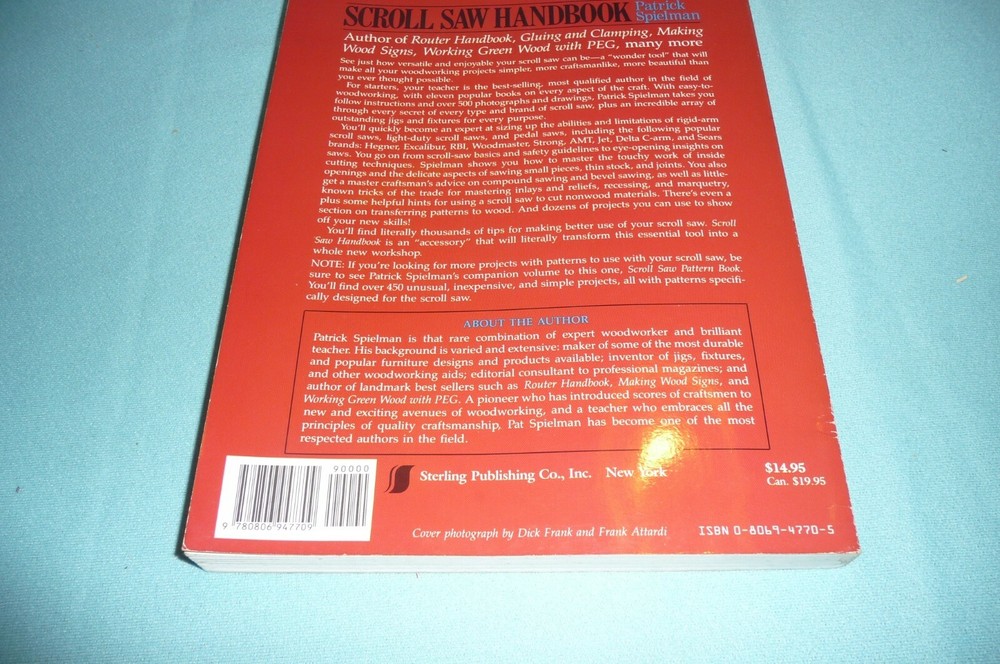 SCROLL SAW HANDBOOK Patrick Spielman
Author of Router Handbook, Gluing and Clamping, Making
Wood Signs, Working Green Wood with PEG, many more
See just how versatile and enjoyable your scroll saw can be—a "wonder tool" that will
make all your woodworking projects simpler, more craftsmanlike, more beautiful than
you ever thought possible.
For starters, your teacher is the best-selling, most qualified author in the field of
woodworking, with eleven popular books on every aspect of the craft. With easy-to-
follow instructions and over 500 photographs and drawings, Patrick Spielman takes you
through every secret of every type and brand of scroll saw, plus an incredible array of
outstanding jigs and fixtures for every purpose.
You'll quickly become an expert at sizing up the abilities and limitations of rigid-arm
scroll saws, light-duty scroll saws, and pedal saws, including the following popular
brands: Hegner, Excalibur, RBI, Woodmaster, Strong, AMT, Jet, Delta C-arm, and Sears
saws. You go on from scroll-saw basics and safety guidelines to eye-opening insights on
cutting techniques. Spielman shows you how to master the touchy work of inside
openings and the delicate aspects of sawing small pieces, thin stock, and joints. You also
get a master craftsman's advice on compound sawing and bevel sawing, as well as little-
known tricks of the trade for mastering inlays and reliefs, recessing, and marquetry,
plus some helpful hints for using a scroll saw to cut nonwood materials. There's even a
section on transferring patterns to wood. And dozens of projects you can use to show
off your new skills!
You'll find literally thousands of tips for making better use of your scroll saw. Scroll
Saw Handbook is an "accessory" that will literally transform this essential tool into a
whole new workshop.
NOTE: If you're looking for more projects with patterns to use with your scroll saw, be
sure to see Patrick Spielman's companion volume to this one, Scroll Saw Pattern Book.
You'll find over 450 unusual, inexpensive, and simple projects, all with patterns specifi-
cally designed for the scroll saw.
ABOUT THE AUTHOR
Patrick Spielman is that rare combination of expert woodworker and brilliant
teacher. His background is varied and extensive: maker of some of the most durable
and popular furniture designs and products available; inventor of jigs, fixtures,
and other woodworking aids; editorial consultant to professional magazines; and
author of landmark best sellers such as Router Handbook, Making Wood Signs, and
Working Green Wood with PEG. A pioneer who has introduced scores of craftsmen to
new and exciting avenues of woodworking, and a teacher who embraces all the
principles of quality craftsmanship, Pat Spielman has become one of the most
respected authors in the field.
90000
9 780806 947709
Sterling Publishing Co., Inc. New York
$14.95
Can. $19.95
Cover photograph by Dick Frank and Frank Attardi
ISBN 0-8069-4770-5